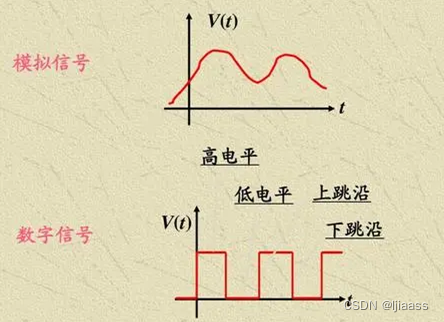 V(t)
模拟信号
t
高电平
低电平 上跳沿
下跳沿
V(t)
数字信号
t
CSDN @ljiaass